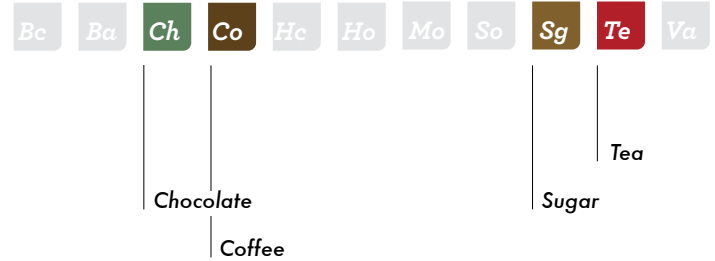 Bc Ba Ch Co Hc Ho Mo So Sg Te Va
Tea
Chocolate Sugar
Coffee